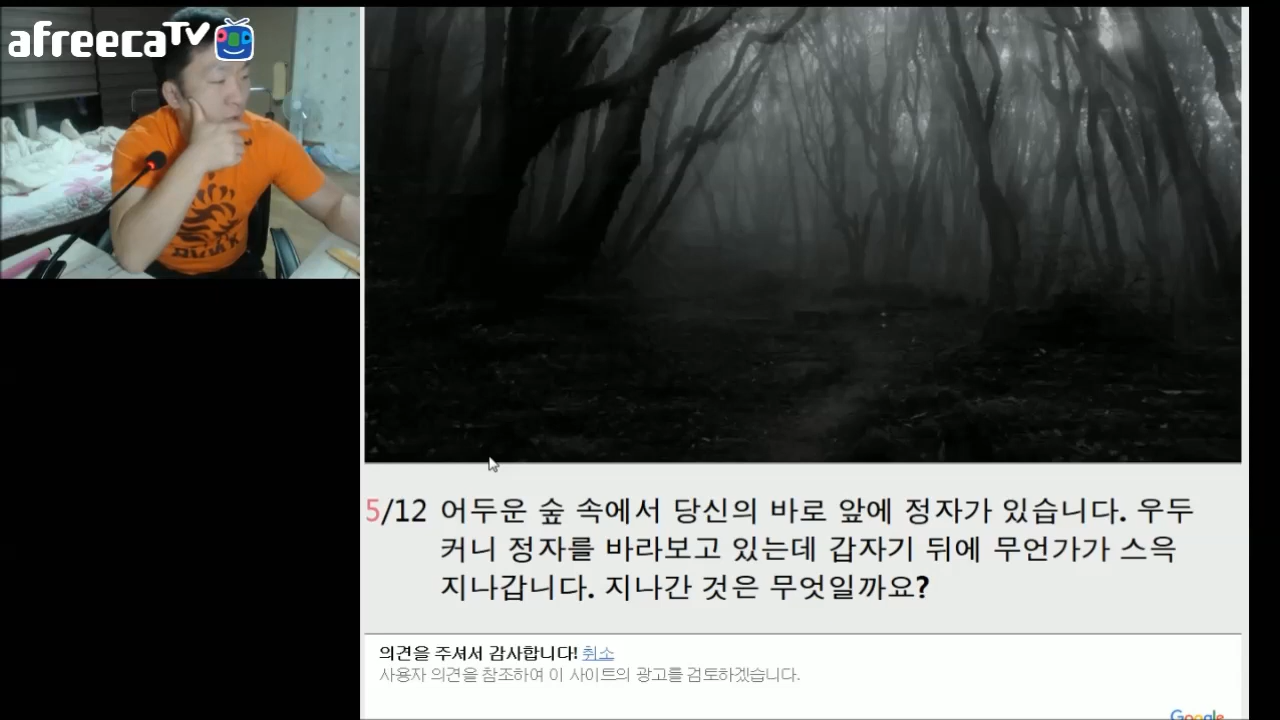 afreecaTV
5/12 어두운 숲 속에서 당신의 바로 앞에 정자가 있습니다. 우두
커니 정자를 바라보고 있는데 갑자기 뒤에 무언가가 스윽
지나갑니다. 지나간 것은 무엇일까요?
의견을 주셔서 감사합니다! 취소
사용자 의견을 참조하여 이 사이트의 광고를 검토하겠습니다.
Google